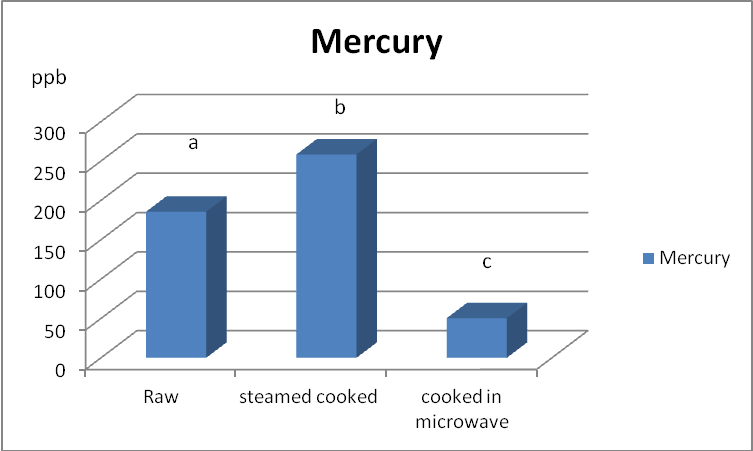 Mercury
ppb
300
250
200
150
100
50
0
a
b
c
Raw
steamed cooked
cooked in
microwave
Mercury